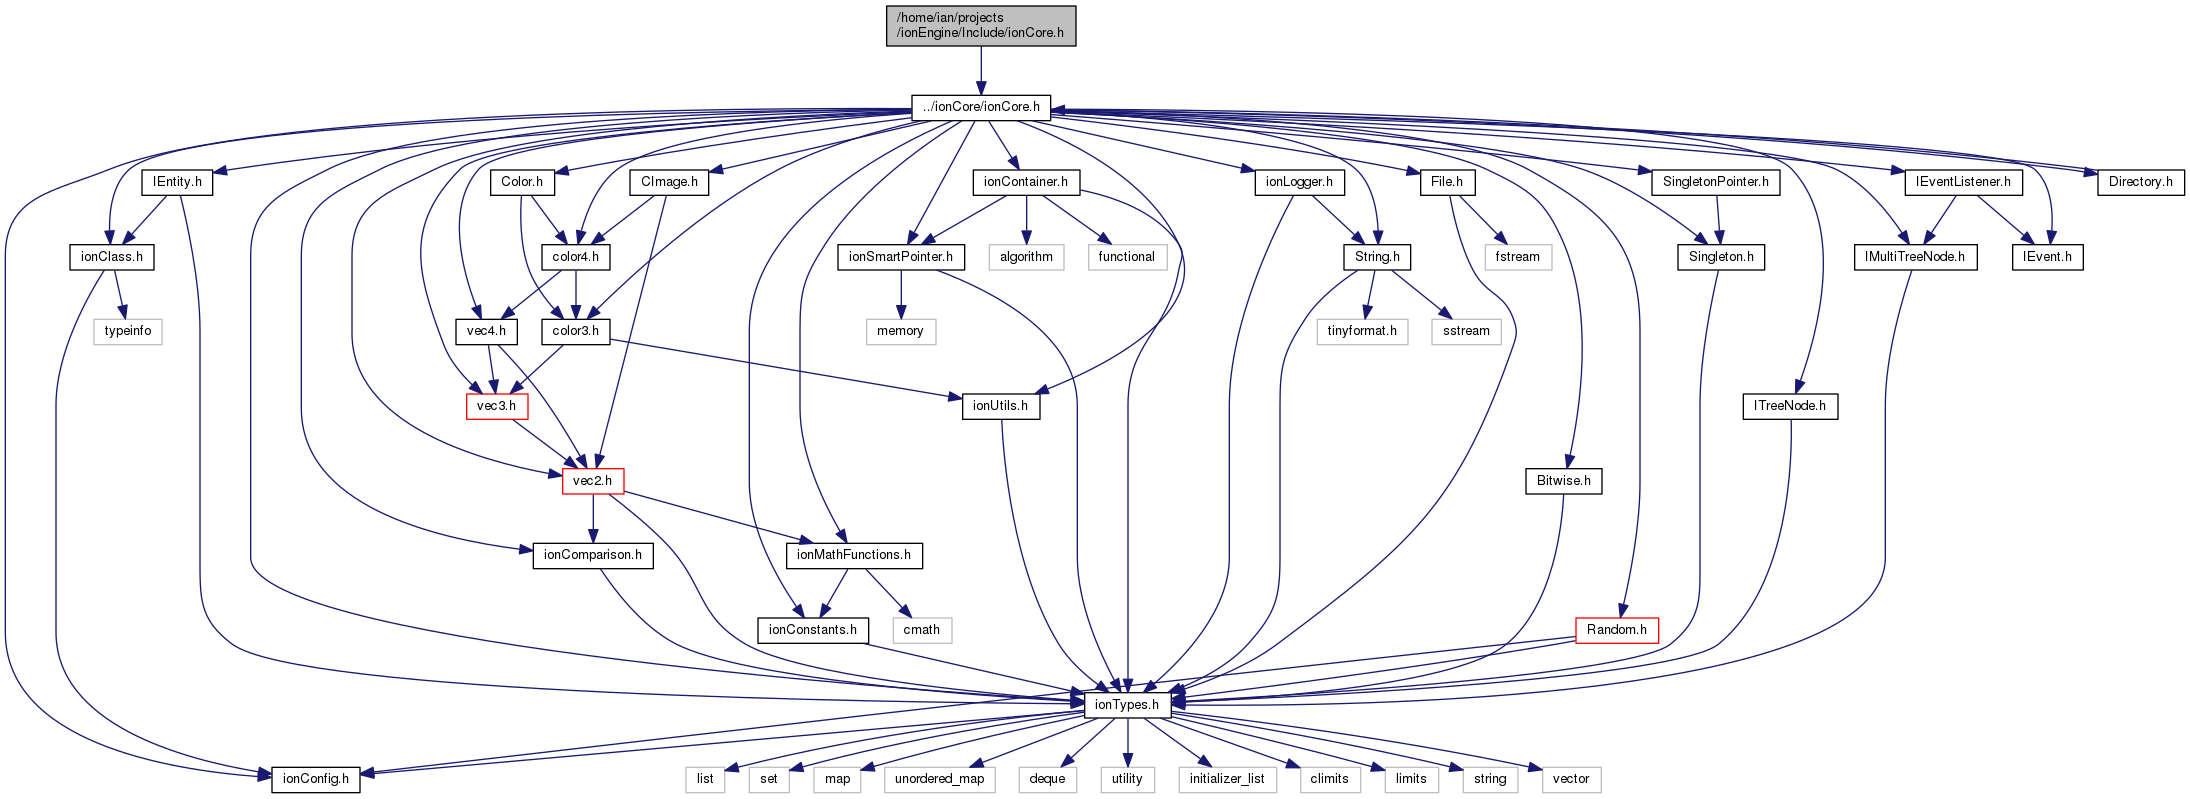 /home/ian/projects
/ionEngine/Include/ionCore.h
../ionCore/ionCore.h
IEntity.h
Color.h
CImage.h
ionContainer.h
ionLogger.h
File.h
SingletonPointer.h
IEventListener.h
Directory.h
ionClass.h
color4.h
ionSmartPointer.h
algorithm
functional
String.h
fstream
Singleton.h
IMultiTreeNode.h
IEvent.h
typeinfo
vec4.h
color3.h
memory
tinyformat.h
sstream
vec3.h
ionUtils.h
ITreeNode.h
vec2.h
Bitwise.h
ionComparison.h
ionMathFunctions.h
ionConstants.h
cmath
Random.h
ionTypes.h
ionConfig.h
list
set
map
unordered_map
deque
utility
initializer_list
climits
limits
string
vector